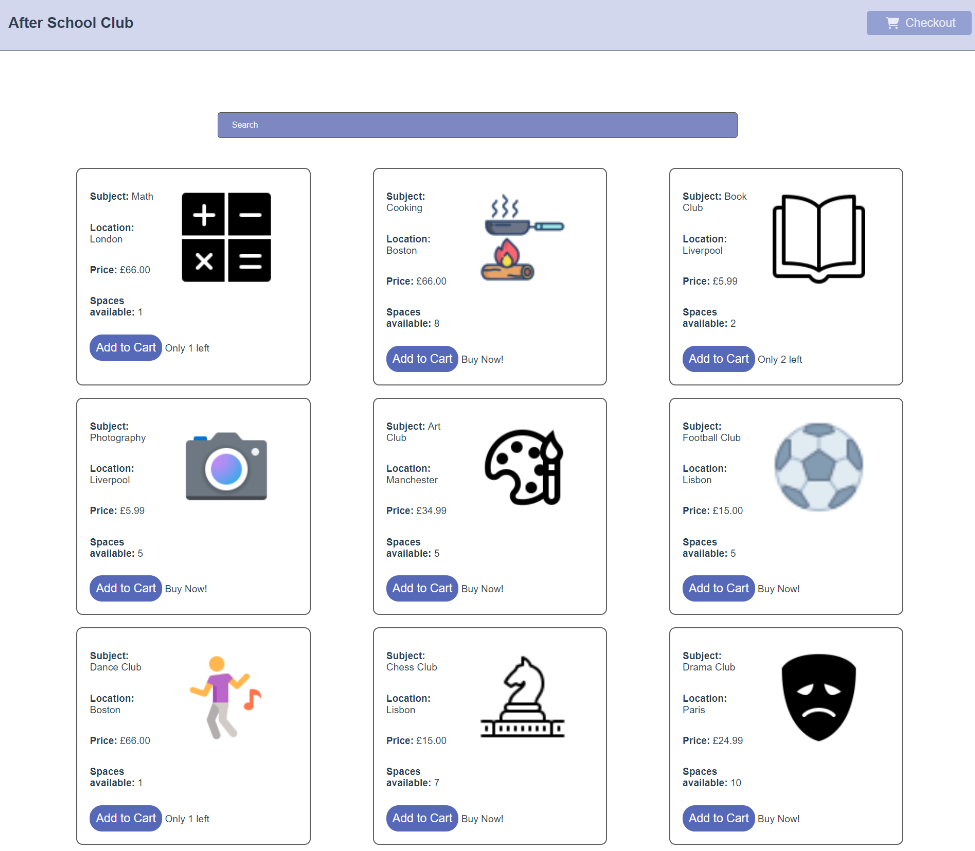 After School Club
Checkout
Search
Subject: Math
Location:
London
Price: £66.00
Spaces
available: 1
Add to Cart Only 1 left
Subject:
Cooking
Location:
Boston
Price: £66.00
Spaces
available: 8
Add to Cart Buy Now!
Subject: Book
Club
Location:
Liverpool
Price: £5.99
Spaces
available: 2
Add to Cart Only 2 left
Subject:
Photography
Location:
Liverpool
Price: £5.99
Spaces
available: 5
Add to Cart Buy Now!
Subject: Art
Club
Location:
Manchester
Price: £34.99
Spaces
available: 5
Add to Cart Buy Now!
Subject:
Football Club
Location:
Lisbon
Price: £15.00
Spaces
available: 5
Add to Cart Buy Now!
Subject:
Dance Club
Location:
Boston
Price: £66.00
Spaces
available: 1
Add to Cart Only 1 left
Subject:
Chess Club
Location:
Lisbon
Price: £15.00
Spaces
available: 7
Add to Cart Buy Now!
Subject:
Drama Club
Location:
Paris
Price: £24.99
Spaces
available: 10
Add to Cart Buy Now!